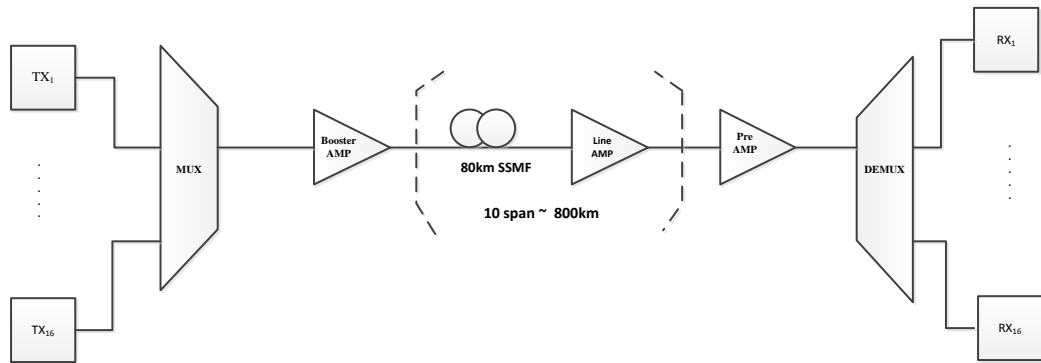 TX₁
MUX
Booster
AMP
80km SSMF
10 span ~ 800km
Line
AMP
Pre
AMP
DEMUX
RX₁
TX₁₆
RX₁₆